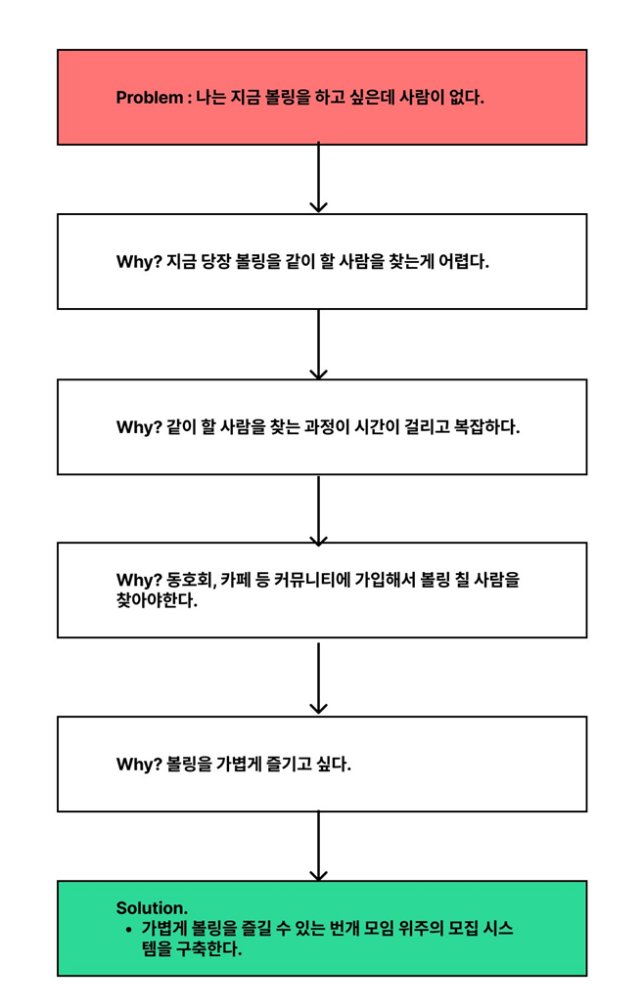 Problem : 나는 지금 볼링을 하고 싶은데 사람이 없다.
Why? 지금 당장 볼링을 같이 할 사람을 찾는게 어렵다.
Why? 같이 할 사람을 찾는 과정이 시간이 걸리고 복잡하다.
Why? 동호회, 카페 등 커뮤니티에 가입해서 볼링 칠 사람을
찾아야한다.
Why? 볼링을 가볍게 즐기고 싶다.
Solution.
• 가볍게 볼링을 즐길 수 있는 번개 모임 위주의 모집 시스
템을 구축한다.